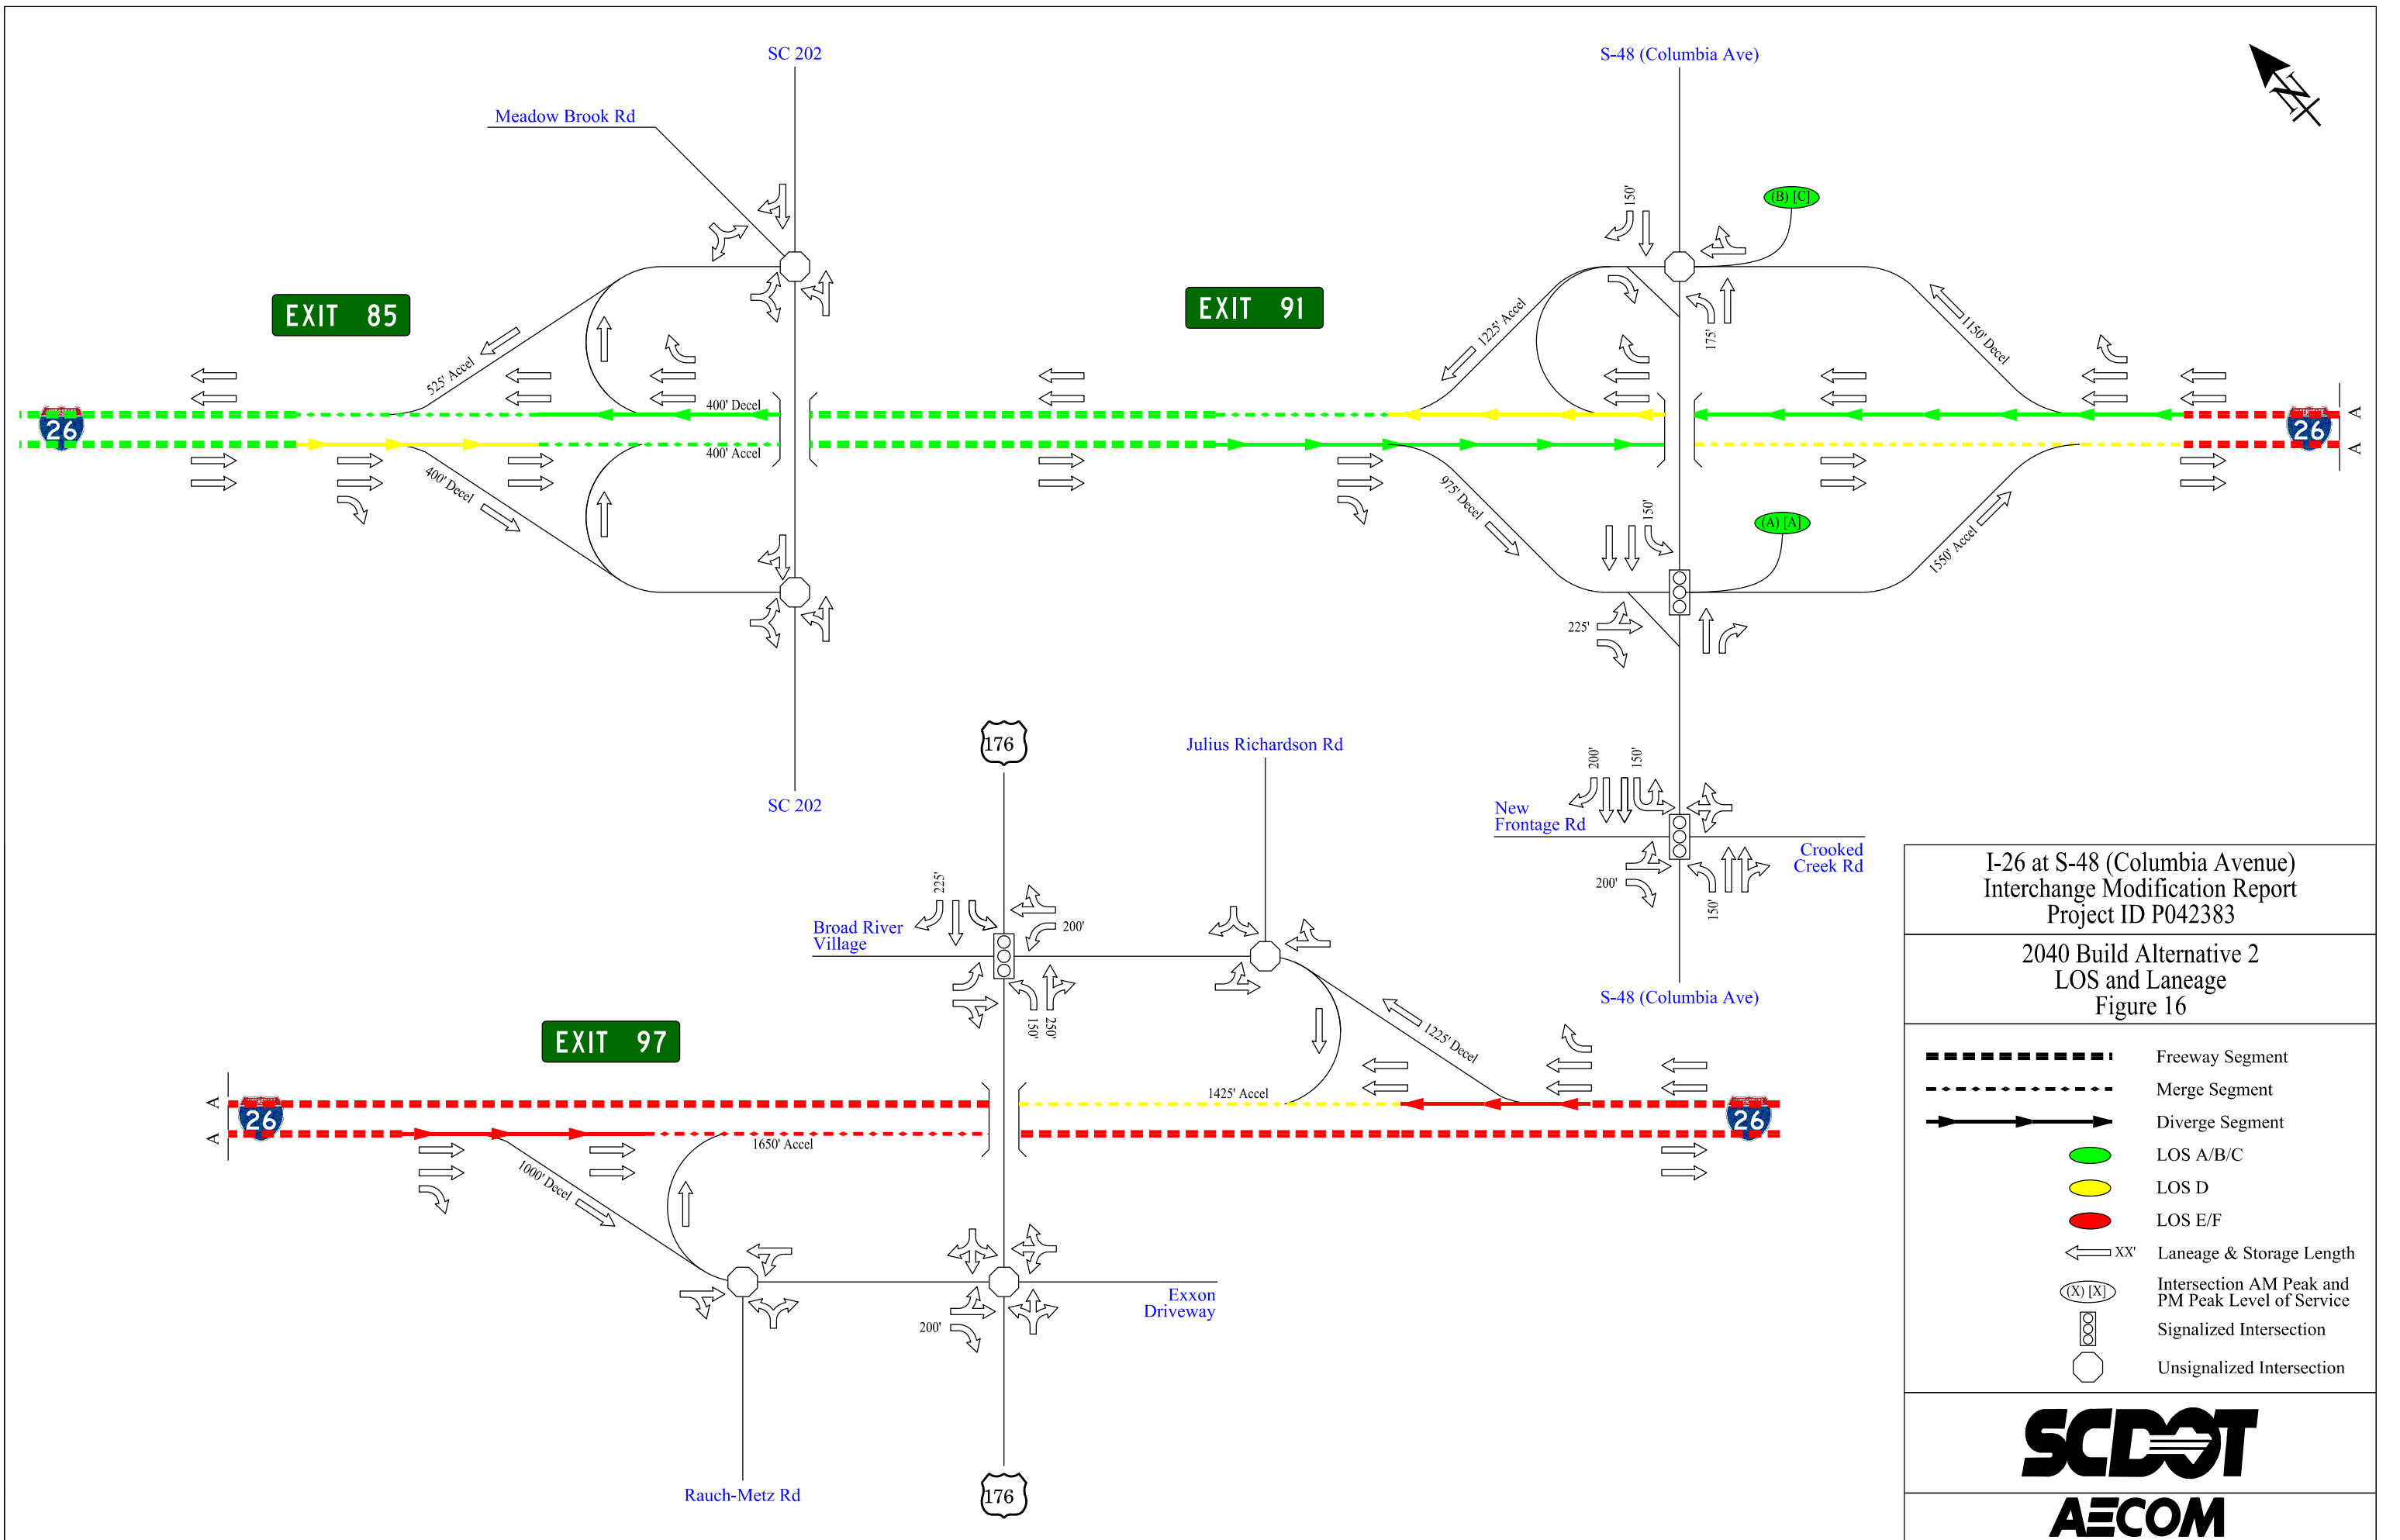 SC 202
S-48 (Columbia Ave)
N
Meadow Brook Rd
150'
(B) [C]
EXIT 85
EXIT 91
525' Accel
1225' Accel
175'
1150' Decel
400' Decel
26
400' Accel
26
A
A
400' Decel
975' Decel
150'
(A) [A]
1550' Accel
225'
176
Julius Richardson Rd
SC 202
200'
150'
New
Frontage Rd
Crooked
Creek Rd
200'
150'
S-48 (Columbia Ave)
225'
200'
Broad River
Village
150'
250'
EXIT 97
1225' Decel
1425' Accel
A
A
26
26
1650' Accel
1000' Decel
Exxon
Driveway
200'
Rauch-Metz Rd
176
I-26 at S-48 (Columbia Avenue)
Interchange Modification Report
Project ID P042383
2040 Build Alternative 2
LOS and Laneage
Figure 16
Freeway Segment
Merge Segment
Diverge Segment
LOS A/B/C
LOS D
LOS E/F
XX' Laneage & Storage Length
(X) [X] Intersection AM Peak and
PM Peak Level of Service
Signalized Intersection
Unsignalized Intersection
SCDOT
AECOM